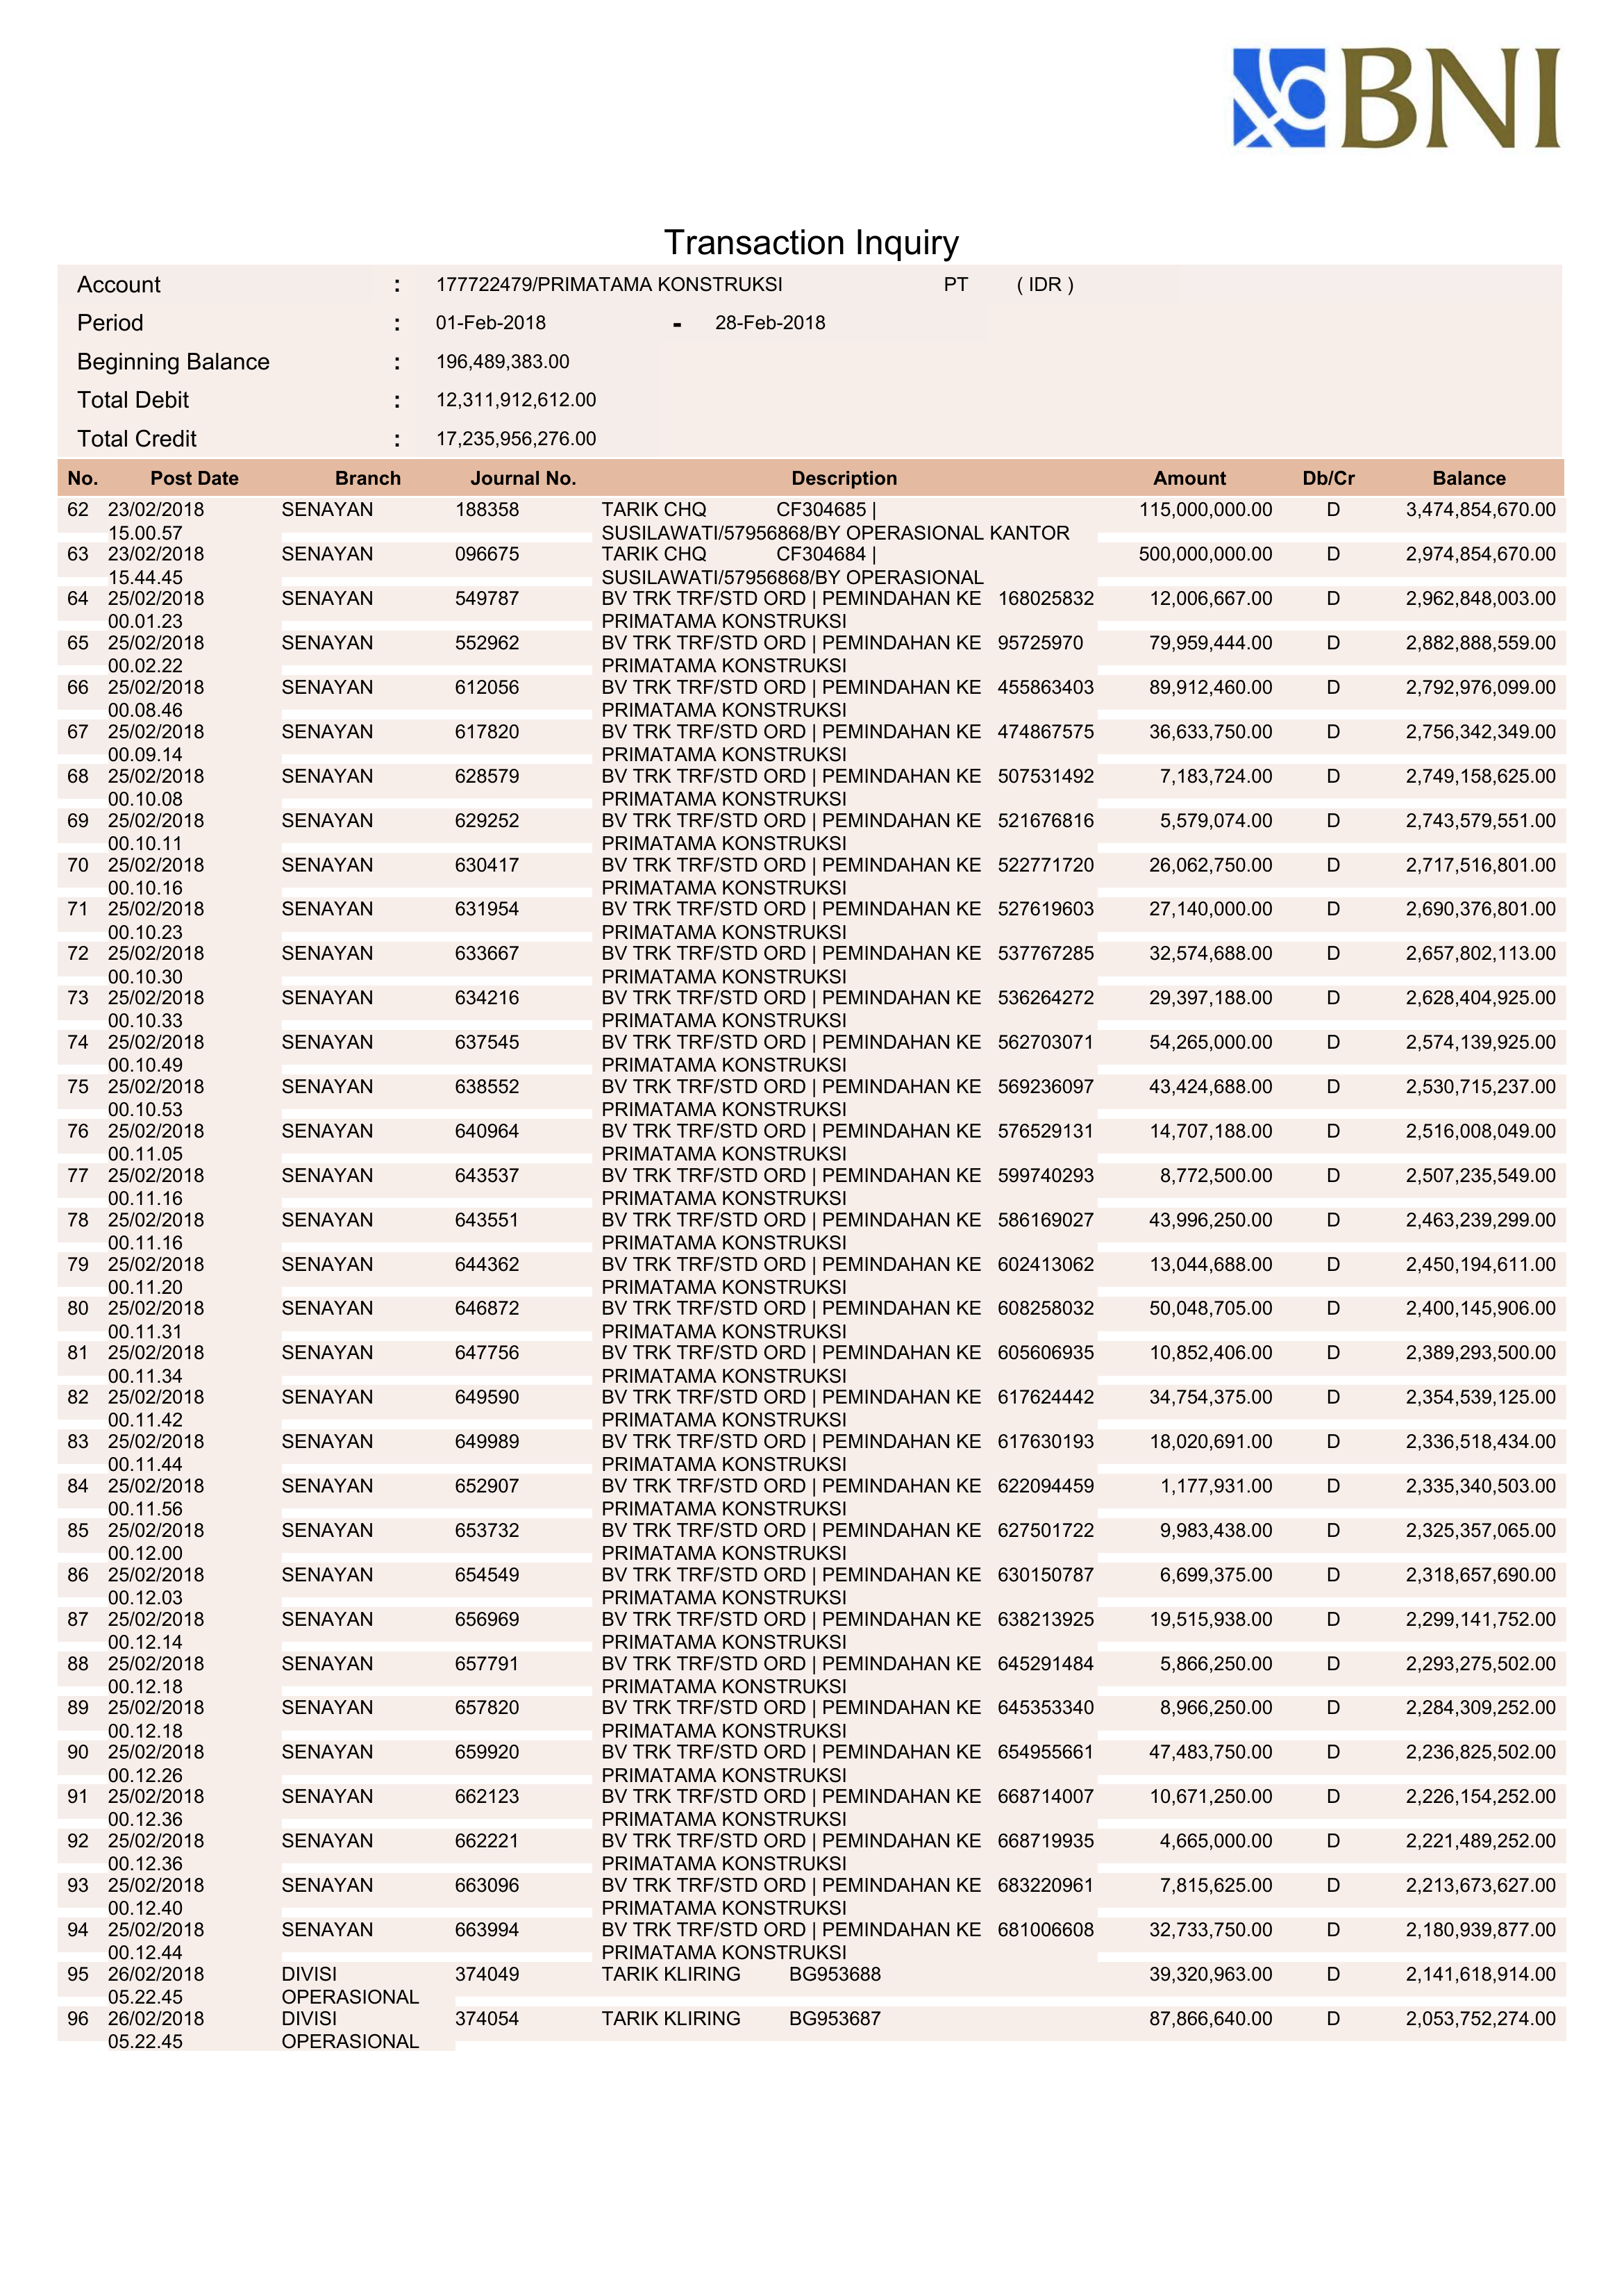 BNI
Transaction Inquiry
Account : 177722479/PRIMATAMA KONSTRUKSI PT ( IDR )
Period : 01-Feb-2018 - 28-Feb-2018
Beginning Balance : 196,489,383.00
Total Debit : 12,311,912,612.00
Total Credit : 17,235,956,276.00
No. Post Date Branch Journal No. Description Amount Db/Cr Balance
62 23/02/2018 SENAYAN 188358 TARIK CHQ CF304685 | 115,000,000.00 D 3,474,854,670.00
15.00.57 SUSILAWATI/57956868/BY OPERASIONAL KANTOR
63 23/02/2018 SENAYAN 096675 TARIK CHQ CF304684 | 500,000,000.00 D 2,974,854,670.00
15.44.45 SUSILAWATI/57956868/BY OPERASIONAL
64 25/02/2018 SENAYAN 549787 BV TRK TRF/STD ORD | PEMINDAHAN KE 168025832 12,006,667.00 D 2,962,848,003.00
00.01.23 PRIMATAMA KONSTRUKSI
65 25/02/2018 SENAYAN 552962 BV TRK TRF/STD ORD | PEMINDAHAN KE 95725970 79,959,444.00 D 2,882,888,559.00
00.02.22 PRIMATAMA KONSTRUKSI
66 25/02/2018 SENAYAN 612056 BV TRK TRF/STD ORD | PEMINDAHAN KE 455863403 89,912,460.00 D 2,792,976,099.00
00.08.46 PRIMATAMA KONSTRUKSI
67 25/02/2018 SENAYAN 617820 BV TRK TRF/STD ORD | PEMINDAHAN KE 474867575 36,633,750.00 D 2,756,342,349.00
00.09.14 PRIMATAMA KONSTRUKSI
68 25/02/2018 SENAYAN 628579 BV TRK TRF/STD ORD | PEMINDAHAN KE 507531492 7,183,724.00 D 2,749,158,625.00
00.10.08 PRIMATAMA KONSTRUKSI
69 25/02/2018 SENAYAN 629252 BV TRK TRF/STD ORD | PEMINDAHAN KE 521676816 5,579,074.00 D 2,743,579,551.00
00.10.11 PRIMATAMA KONSTRUKSI
70 25/02/2018 SENAYAN 630417 BV TRK TRF/STD ORD | PEMINDAHAN KE 522771720 26,062,750.00 D 2,717,516,801.00
00.10.16 PRIMATAMA KONSTRUKSI
71 25/02/2018 SENAYAN 631954 BV TRK TRF/STD ORD | PEMINDAHAN KE 527619603 27,140,000.00 D 2,690,376,801.00
00.10.23 PRIMATAMA KONSTRUKSI
72 25/02/2018 SENAYAN 633667 BV TRK TRF/STD ORD | PEMINDAHAN KE 537767285 32,574,688.00 D 2,657,802,113.00
00.10.30 PRIMATAMA KONSTRUKSI
73 25/02/2018 SENAYAN 634216 BV TRK TRF/STD ORD | PEMINDAHAN KE 536264272 29,397,188.00 D 2,628,404,925.00
00.10.33 PRIMATAMA KONSTRUKSI
74 25/02/2018 SENAYAN 637545 BV TRK TRF/STD ORD | PEMINDAHAN KE 562703071 54,265,000.00 D 2,574,139,925.00
00.10.49 PRIMATAMA KONSTRUKSI
75 25/02/2018 SENAYAN 638552 BV TRK TRF/STD ORD | PEMINDAHAN KE 569236097 43,424,688.00 D 2,530,715,237.00
00.10.53 PRIMATAMA KONSTRUKSI
76 25/02/2018 SENAYAN 640964 BV TRK TRF/STD ORD | PEMINDAHAN KE 576529131 14,707,188.00 D 2,516,008,049.00
00.11.05 PRIMATAMA KONSTRUKSI
77 25/02/2018 SENAYAN 643537 BV TRK TRF/STD ORD | PEMINDAHAN KE 599740293 8,772,500.00 D 2,507,235,549.00
00.11.16 PRIMATAMA KONSTRUKSI
78 25/02/2018 SENAYAN 643551 BV TRK TRF/STD ORD | PEMINDAHAN KE 586169027 43,996,250.00 D 2,463,239,299.00
00.11.16 PRIMATAMA KONSTRUKSI
79 25/02/2018 SENAYAN 644362 BV TRK TRF/STD ORD | PEMINDAHAN KE 602413062 13,044,688.00 D 2,450,194,611.00
00.11.20 PRIMATAMA KONSTRUKSI
80 25/02/2018 SENAYAN 646872 BV TRK TRF/STD ORD | PEMINDAHAN KE 608258032 50,048,705.00 D 2,400,145,906.00
00.11.31 PRIMATAMA KONSTRUKSI
81 25/02/2018 SENAYAN 647756 BV TRK TRF/STD ORD | PEMINDAHAN KE 605606935 10,852,406.00 D 2,389,293,500.00
00.11.34 PRIMATAMA KONSTRUKSI
82 25/02/2018 SENAYAN 649590 BV TRK TRF/STD ORD | PEMINDAHAN KE 617624442 34,754,375.00 D 2,354,539,125.00
00.11.42 PRIMATAMA KONSTRUKSI
83 25/02/2018 SENAYAN 649989 BV TRK TRF/STD ORD | PEMINDAHAN KE 617630193 18,020,691.00 D 2,336,518,434.00
00.11.44 PRIMATAMA KONSTRUKSI
84 25/02/2018 SENAYAN 652907 BV TRK TRF/STD ORD | PEMINDAHAN KE 622094459 1,177,931.00 D 2,335,340,503.00
00.11.56 PRIMATAMA KONSTRUKSI
85 25/02/2018 SENAYAN 653732 BV TRK TRF/STD ORD | PEMINDAHAN KE 627501722 9,983,438.00 D 2,325,357,065.00
00.12.00 PRIMATAMA KONSTRUKSI
86 25/02/2018 SENAYAN 654549 BV TRK TRF/STD ORD | PEMINDAHAN KE 630150787 6,699,375.00 D 2,318,657,690.00
00.12.03 PRIMATAMA KONSTRUKSI
87 25/02/2018 SENAYAN 656969 BV TRK TRF/STD ORD | PEMINDAHAN KE 638213925 19,515,938.00 D 2,299,141,752.00
00.12.14 PRIMATAMA KONSTRUKSI
88 25/02/2018 SENAYAN 657791 BV TRK TRF/STD ORD | PEMINDAHAN KE 645291484 5,866,250.00 D 2,293,275,502.00
00.12.18 PRIMATAMA KONSTRUKSI
89 25/02/2018 SENAYAN 657820 BV TRK TRF/STD ORD | PEMINDAHAN KE 645353340 8,966,250.00 D 2,284,309,252.00
00.12.18 PRIMATAMA KONSTRUKSI
90 25/02/2018 SENAYAN 659920 BV TRK TRF/STD ORD | PEMINDAHAN KE 654955661 47,483,750.00 D 2,236,825,502.00
00.12.26 PRIMATAMA KONSTRUKSI
91 25/02/2018 SENAYAN 662123 BV TRK TRF/STD ORD | PEMINDAHAN KE 668714007 10,671,250.00 D 2,226,154,252.00
00.12.36 PRIMATAMA KONSTRUKSI
92 25/02/2018 SENAYAN 662221 BV TRK TRF/STD ORD | PEMINDAHAN KE 668719935 4,665,000.00 D 2,221,489,252.00
00.12.36 PRIMATAMA KONSTRUKSI
93 25/02/2018 SENAYAN 663096 BV TRK TRF/STD ORD | PEMINDAHAN KE 683220961 7,815,625.00 D 2,213,673,627.00
00.12.40 PRIMATAMA KONSTRUKSI
94 25/02/2018 SENAYAN 663994 BV TRK TRF/STD ORD | PEMINDAHAN KE 681006608 32,733,750.00 D 2,180,939,877.00
00.12.44 PRIMATAMA KONSTRUKSI
95 26/02/2018 DIVISI 374049 TARIK KLIRING BG953688 39,320,963.00 D 2,141,618,914.00
05.22.45 OPERASIONAL
96 26/02/2018 DIVISI 374054 TARIK KLIRING BG953687 87,866,640.00 D 2,053,752,274.00
05.22.45 OPERASIONAL